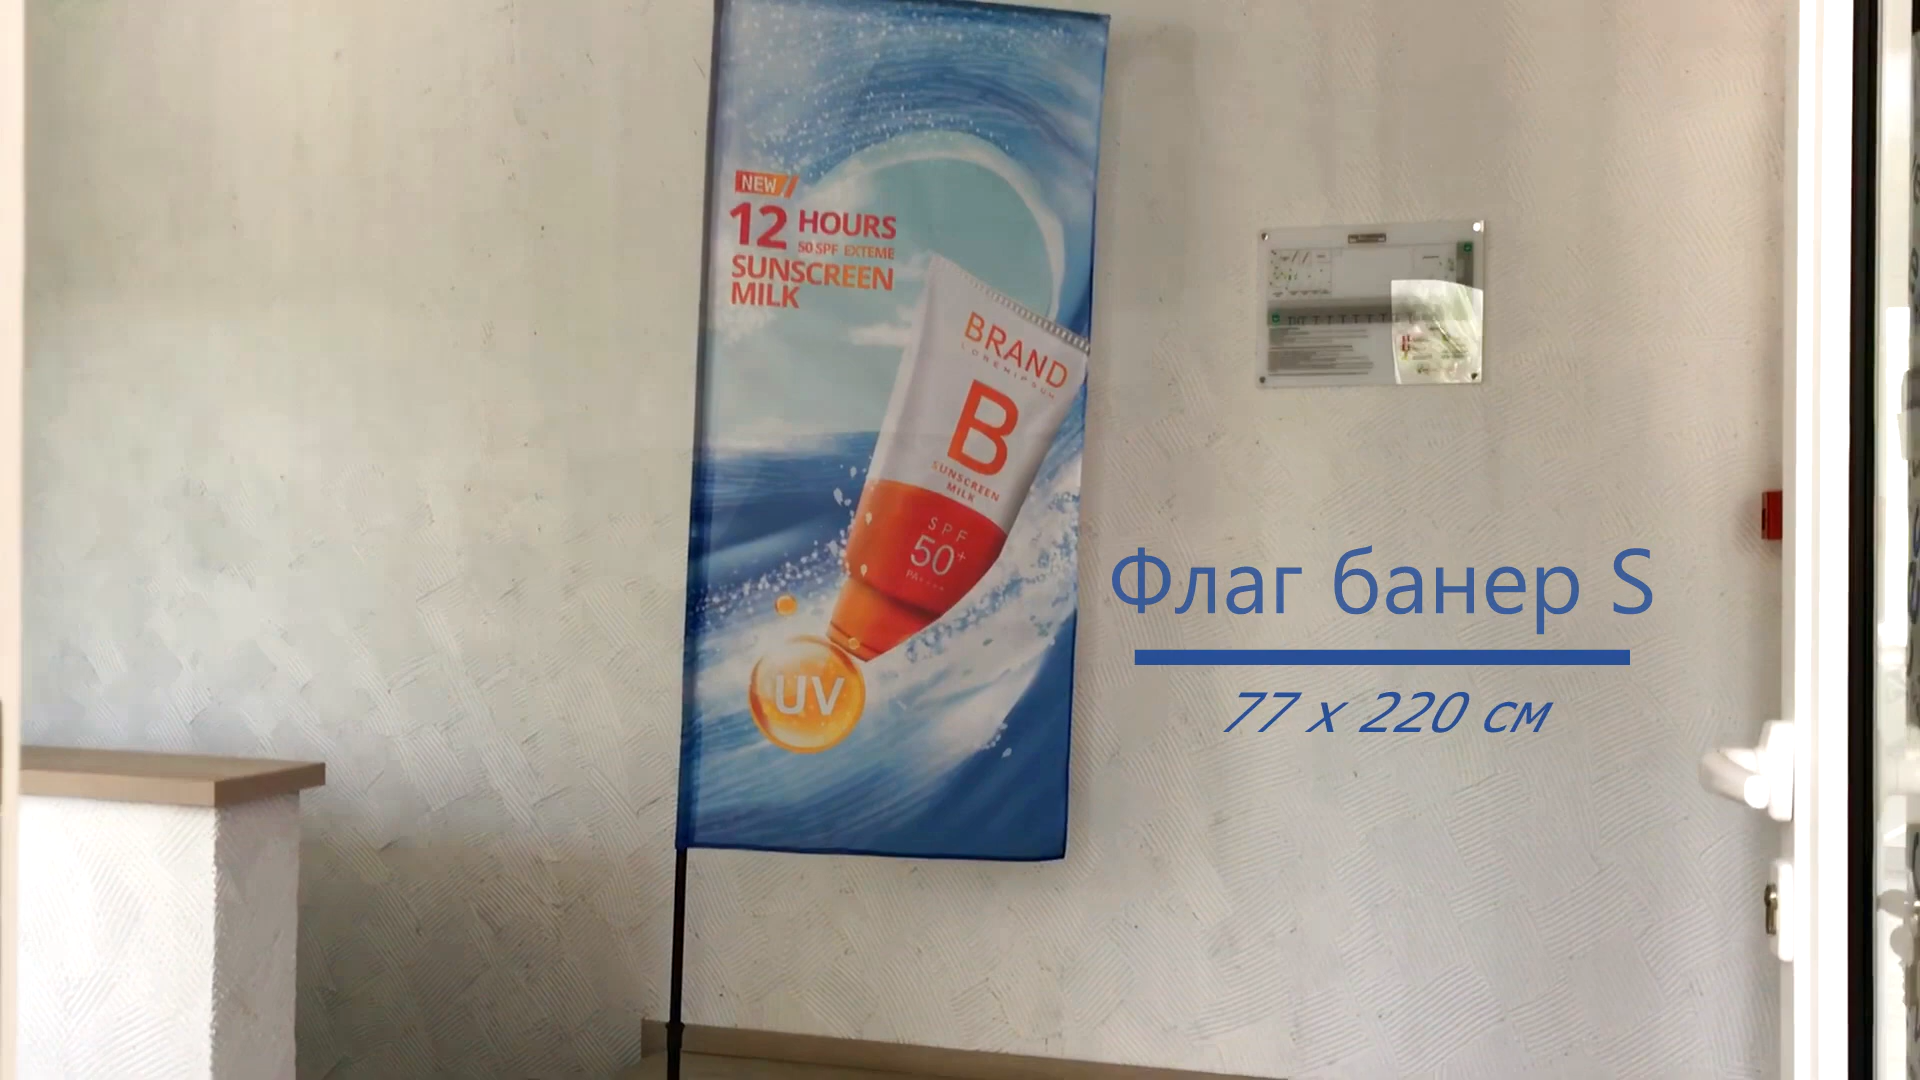 NEW
12 HOURS
50 SPF EXTEME
SUNSCREEN
MILK
BRAND
LOREMIPSUM
B
SUNSCREEN
MILK
SPF
50+
PA++++
UV
Флаг банер S
77 x 220 см